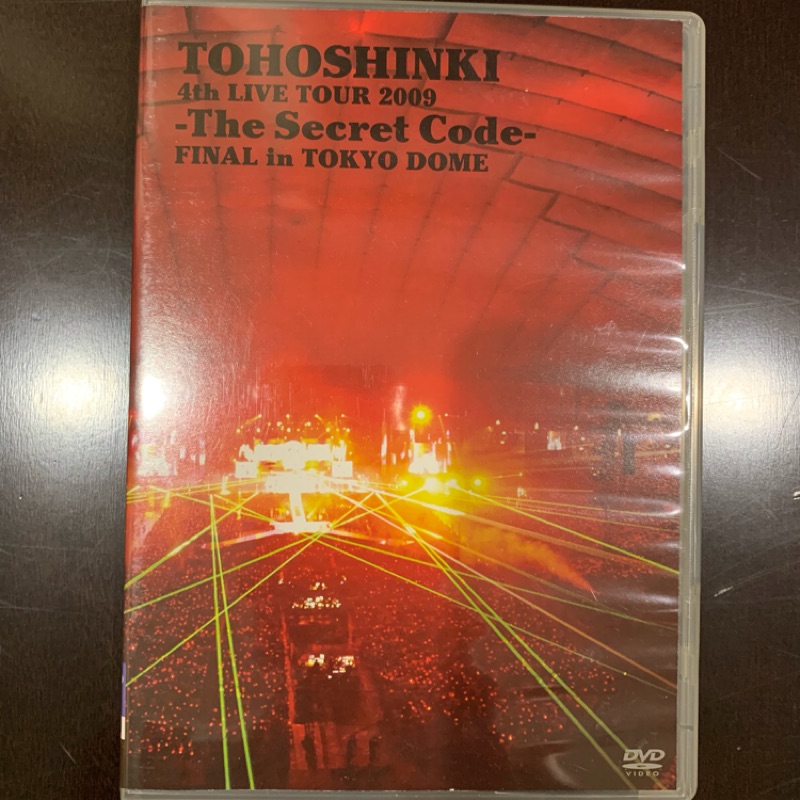 TOHOSHINKI
4th LIVE TOUR 2009
-The Secret Code-
FINAL in TOKYO DOME
DVD
VIDEO